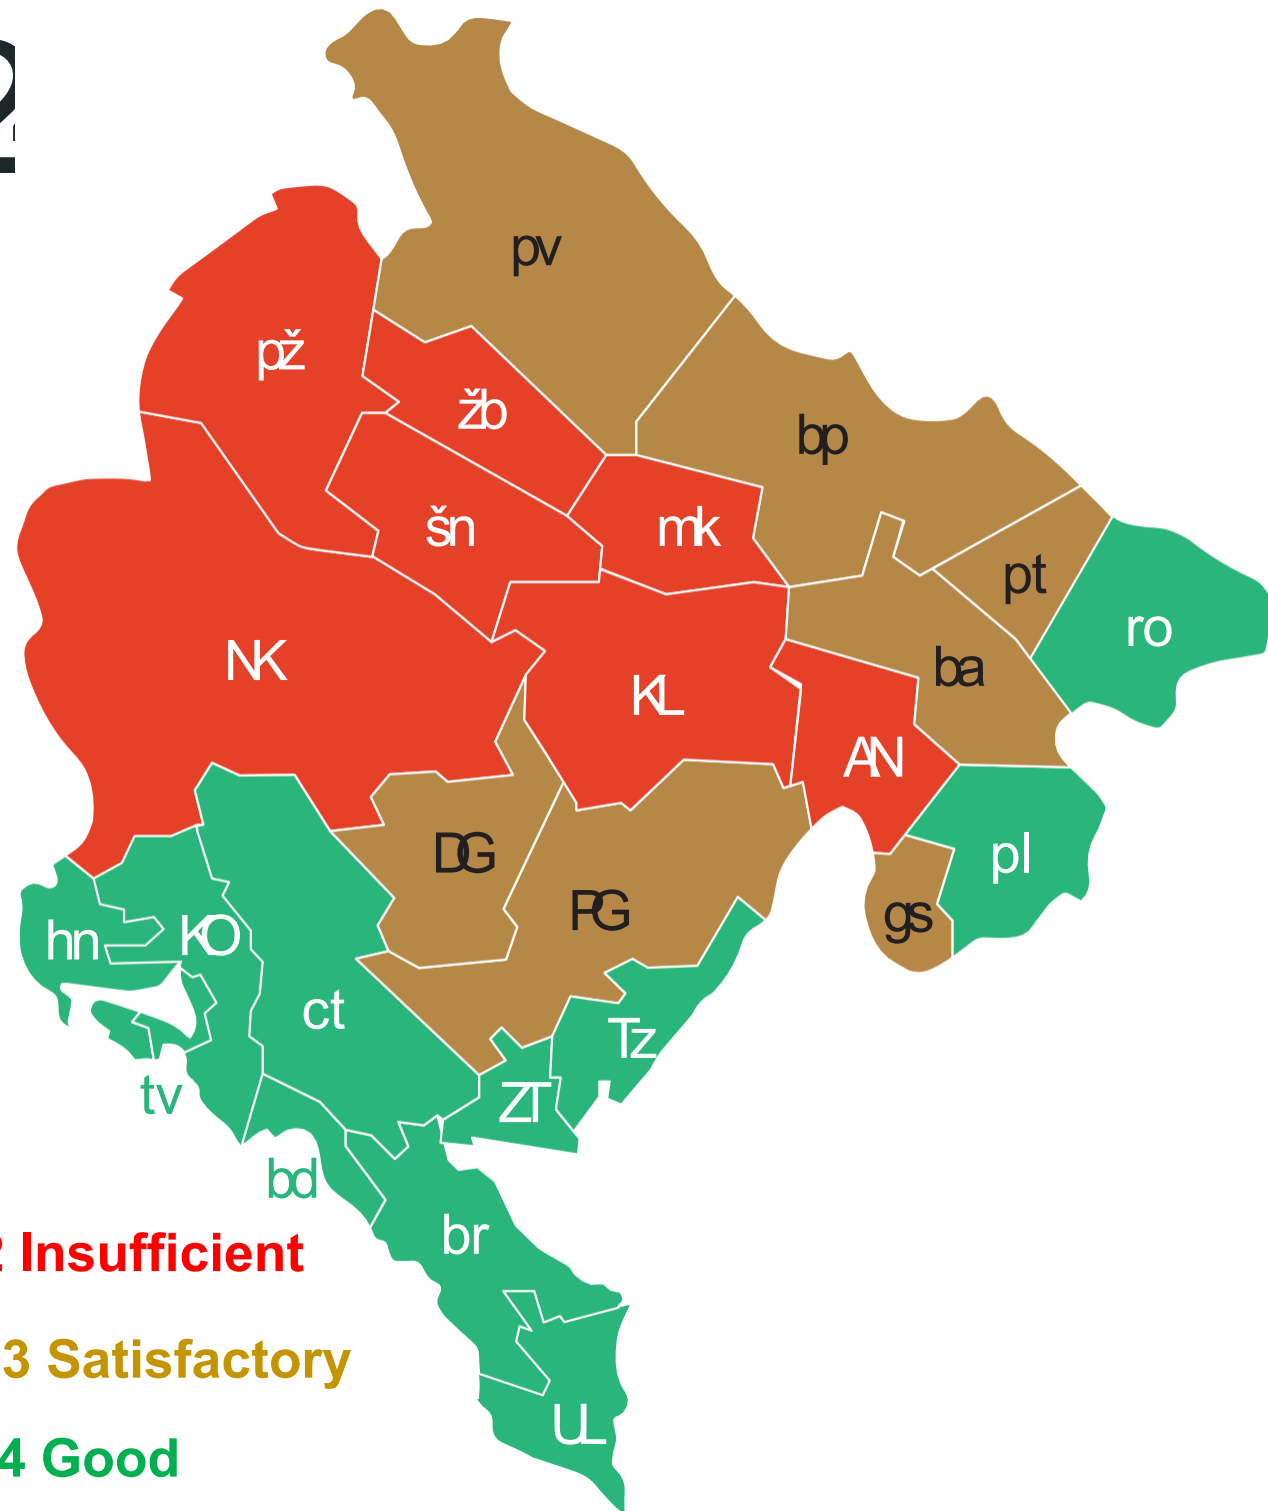 pv
pž
žb
bp
šn
mk
pt
ro
NK
KL
ba
AN
DG
pl
PG
gs
hn
KO
ct
Tz
tv
ZT
bd
br
2 Insufficient
3 Satisfactory
UL
4 Good